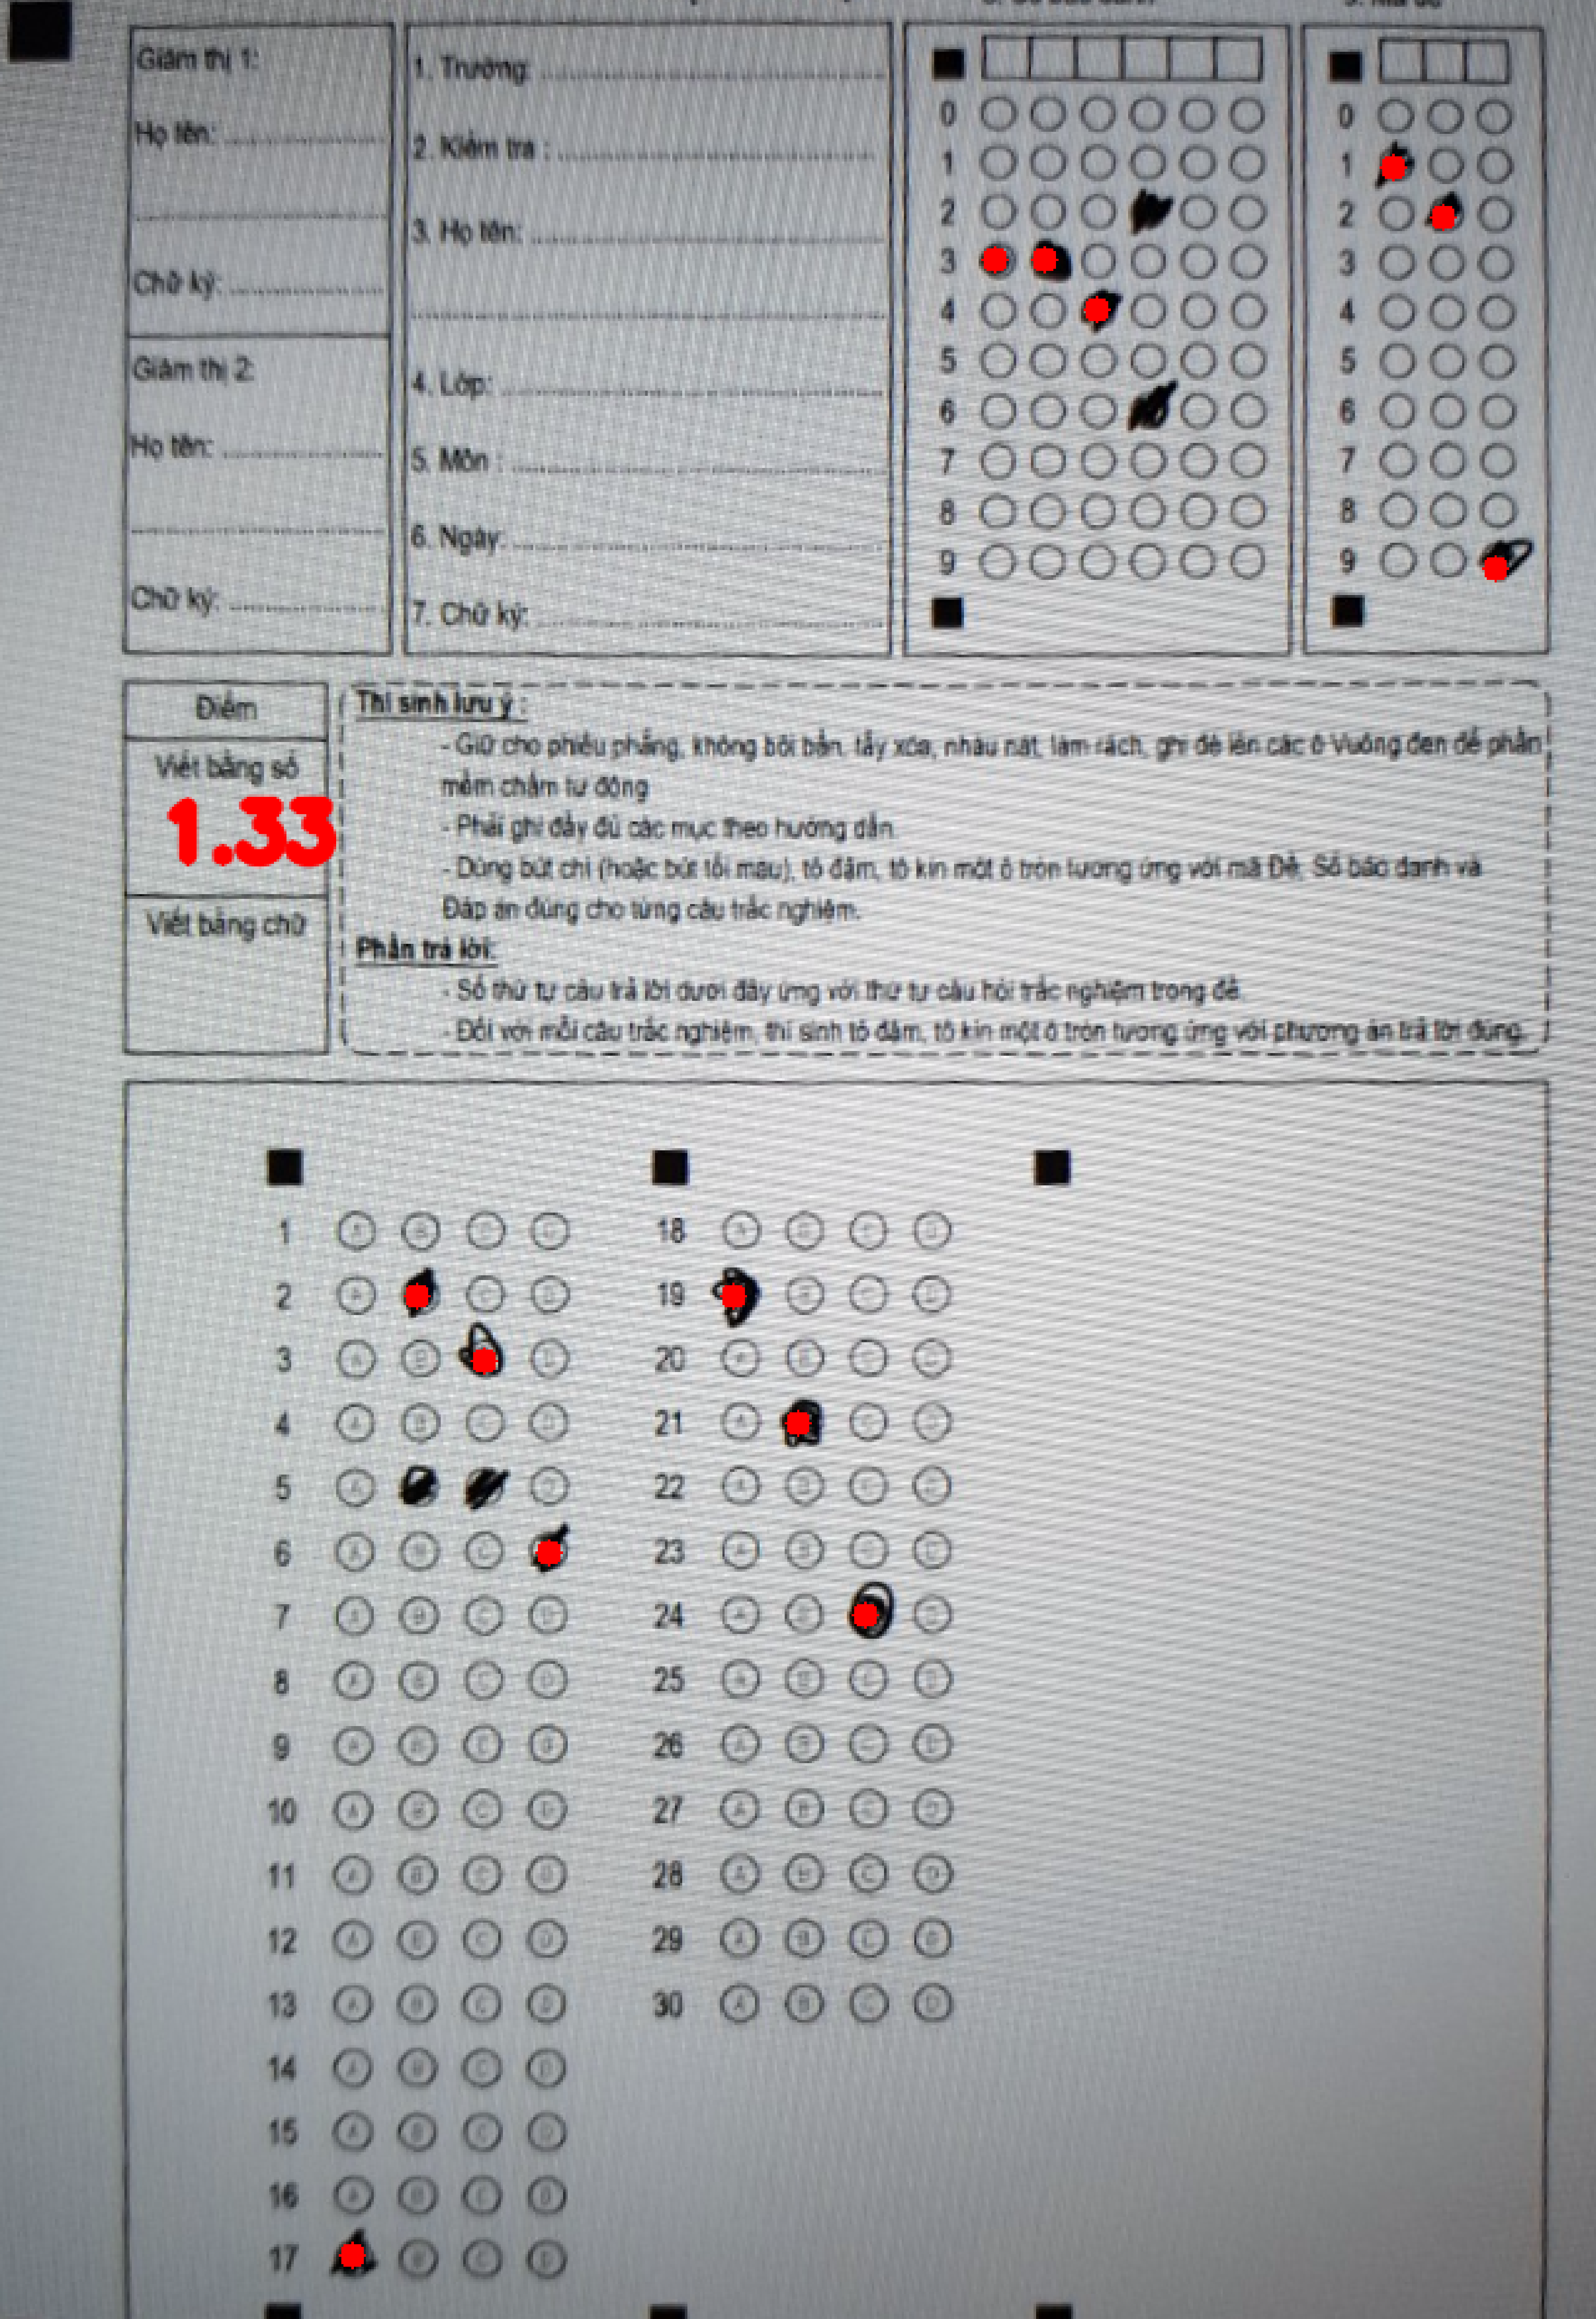 Giám thị 1:
Họ tên:
Chữ ký:
Giám thị 2:
Họ tên:
Chữ ký:
1. Trường:
2. Kiểm tra :
3. Họ tên:
4. Lớp:
5. Môn :
6. Ngày:
7. Chữ ký:
0
1
2
3
4
5
6
7
8
9
0
1
2
3
4
5
6
7
8
9
Điểm
Viết bằng số
1.33
Viết bằng chữ
Thí sinh lưu ý :
- Giữ cho phiếu phẳng, không bôi bẩn, tẩy xóa, nhàu nát, làm rách, ghi đè lên các ô Vuông đen để phần
mềm chấm tự động
- Phải ghi đầy đủ các mục theo hướng dẫn.
- Dùng bút chì (hoặc bút tối màu), tô đậm, tô kín một ô tròn tương ứng với mã Đề, Số báo danh và
Đáp án đúng cho từng câu trắc nghiệm.
Phần trả lời:
- Số thứ tự câu trả lời dưới đây ứng với thứ tự câu hỏi trắc nghiệm trong đề.
- Đối với mỗi câu trắc nghiệm, thí sinh tô đậm, tô kín một ô tròn tương ứng với phương án trả lời đúng.
1
2
3
4
5
6
7
8
9
10
11
12
13
14
15
16
17
18
19
20
21
22
23
24
25
26
27
28
29
30